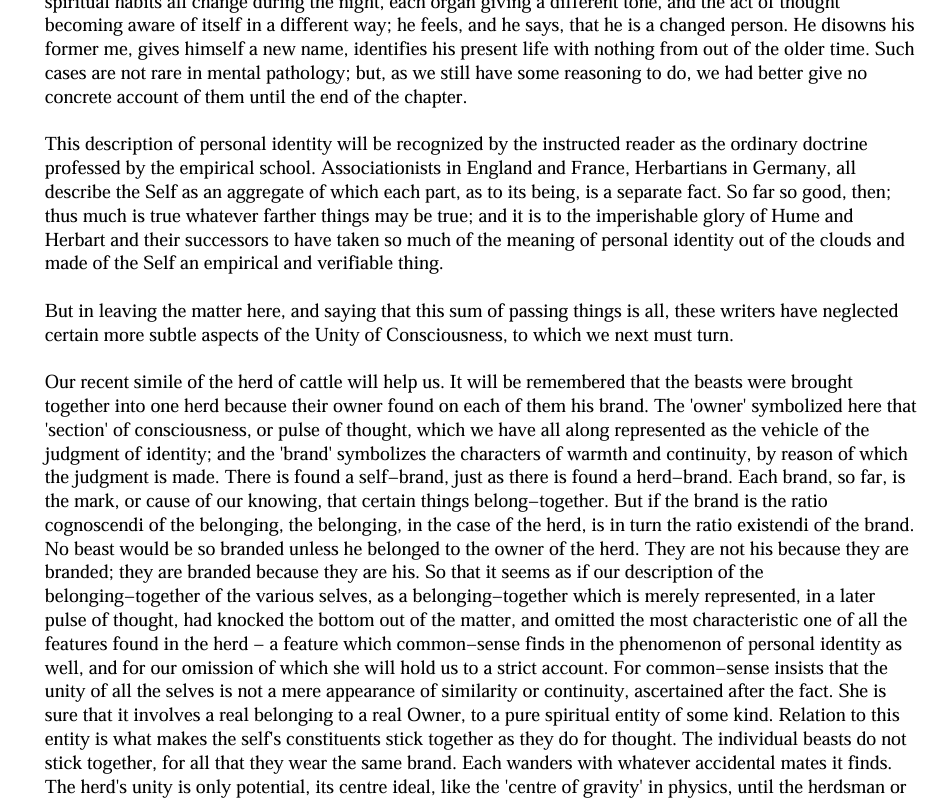 spiritual habits all change during the night, each organ giving a different tone, and the act of thought
becoming aware of itself in a different way; he feels, and he says, that he is a changed person. He disowns his
former me, gives himself a new name, identifies his present life with nothing from out of the older time. Such
cases are not rare in mental pathology; but, as we still have some reasoning to do, we had better give no
concrete account of them until the end of the chapter.
This description of personal identity will be recognized by the instructed reader as the ordinary doctrine
professed by the empirical school. Associationists in England and France, Herbartians in Germany, all
describe the Self as an aggregate of which each part, as to its being, is a separate fact. So far so good, then;
thus much is true whatever farther things may be true; and it is to the imperishable glory of Hume and
Herbart and their successors to have taken so much of the meaning of personal identity out of the clouds and
made of the Self an empirical and verifiable thing.
But in leaving the matter here, and saying that this sum of passing things is all, these writers have neglected
certain more subtle aspects of the Unity of Consciousness, to which we next must turn.
Our recent simile of the herd of cattle will help us. It will be remembered that the beasts were brought
together into one herd because their owner found on each of them his brand. The 'owner' symbolized here that
'section' of consciousness, or pulse of thought, which we have all along represented as the vehicle of the
judgment of identity; and the 'brand' symbolizes the characters of warmth and continuity, by reason of which
the judgment is made. There is found a self−brand, just as there is found a herd−brand. Each brand, so far, is
the mark, or cause of our knowing, that certain things belong−together. But if the brand is the ratio
cognoscendi of the belonging, the belonging, in the case of the herd, is in turn the ratio existendi of the brand.
No beast would be so branded unless he belonged to the owner of the herd. They are not his because they are
branded; they are branded because they are his. So that it seems as if our description of the
belonging−together of the various selves, as a belonging−together which is merely represented, in a later
pulse of thought, had knocked the bottom out of the matter, and omitted the most characteristic one of all the
features found in the herd − a feature which common−sense finds in the phenomenon of personal identity as
well, and for our omission of which she will hold us to a strict account. For common−sense insists that the
unity of all the selves is not a mere appearance of similarity or continuity, ascertained after the fact. She is
sure that it involves a real belonging to a real Owner, to a pure spiritual entity of some kind. Relation to this
entity is what makes the self's constituents stick together as they do for thought. The individual beasts do not
stick together, for all that they wear the same brand. Each wanders with whatever accidental mates it finds.
The herd's unity is only potential, its centre ideal, like the 'centre of gravity' in physics, until the herdsman or